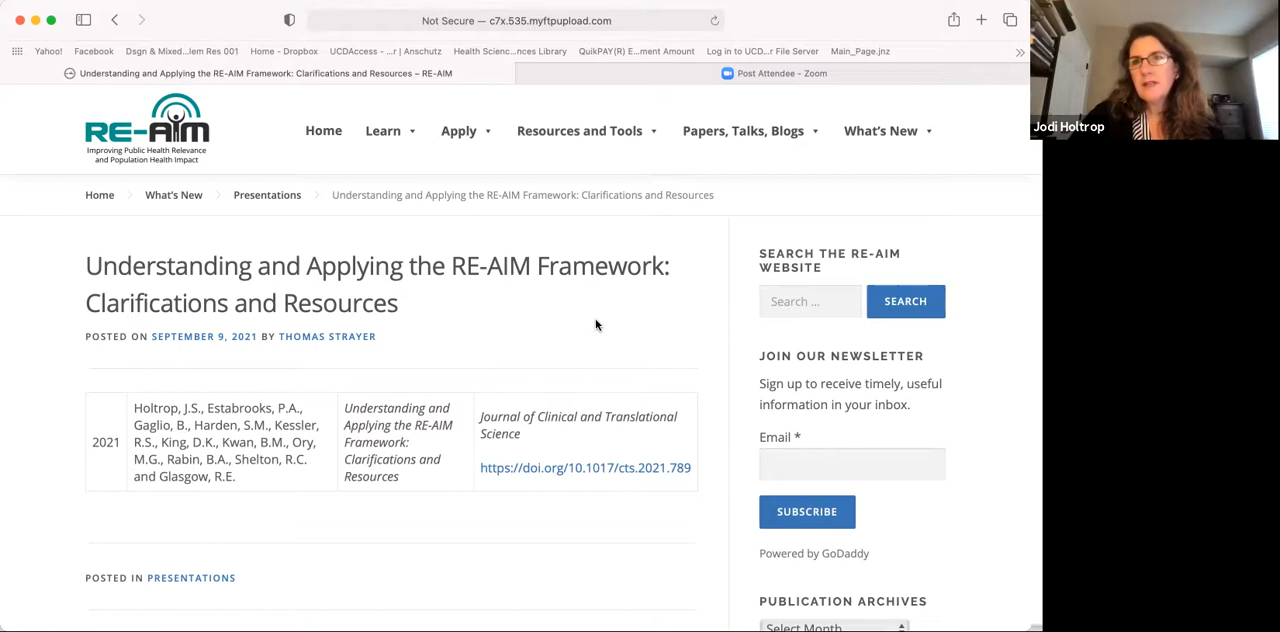 Not Secure — c7x.535.myftpupload.com
Yahoo! Facebook Dsgn & Mixed...lem Res 001 Home - Dropbox UCDAccess - ...r | Anschutz Health Scienc...nces Library QuikPAY(R) E...ment Amount Log in to UCD...r File Server Main_Page.jnz
Understanding and Applying the RE-AIM Framework: Clarifications and Resources – RE-AIM
Post Attendee - Zoom
Jodi Holtrop
RE-AIM
Improving Public Health Relevance
and Population Health Impact
Home Learn Apply Resources and Tools Papers, Talks, Blogs What's New
Home What's New Presentations Understanding and Applying the RE-AIM Framework: Clarifications and Resources
Understanding and Applying the RE-AIM Framework:
Clarifications and Resources
POSTED ON SEPTEMBER 9, 2021 BY THOMAS STRAYER
2021
Holtrop, J.S., Estabrooks, P.A.,
Gaglio, B., Harden, S.M., Kessler,
R.S., King, D.K., Kwan, B.M., Ory,
M.G., Rabin, B.A., Shelton, R.C.
and Glasgow, R.E.
Understanding and
Applying the RE-AIM
Framework:
Clarifications and
Resources
Journal of Clinical and Translational
Science
https://doi.org/10.1017/cts.2021.789
POSTED IN PRESENTATIONS
SEARCH THE RE-AIM
WEBSITE
Search ... SEARCH
JOIN OUR NEWSLETTER
Sign up to receive timely, useful
information in your inbox.
Email *
SUBSCRIBE
Powered by GoDaddy
PUBLICATION ARCHIVES
Select Month